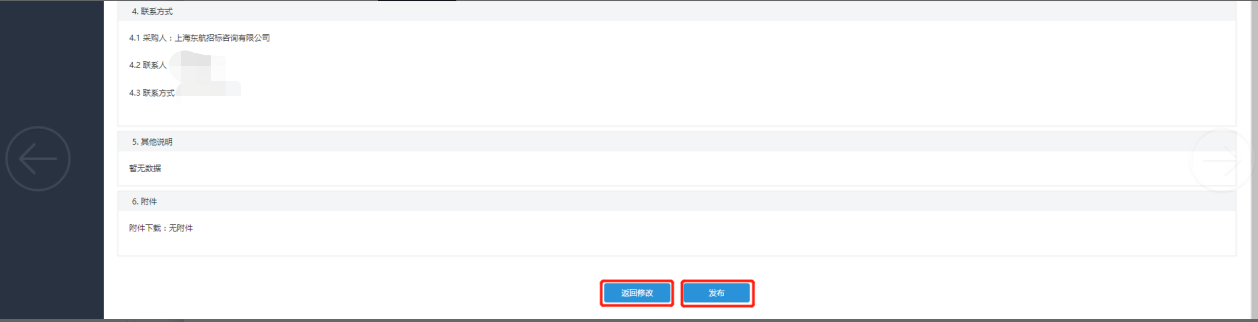 4. 联系方式
4.1 采购人：上海东航招标咨询有限公司
4.2 联系人
4.3 联系方式
5. 其他说明
暂无数据
6. 附件
附件下载：无附件
返回修改
发布